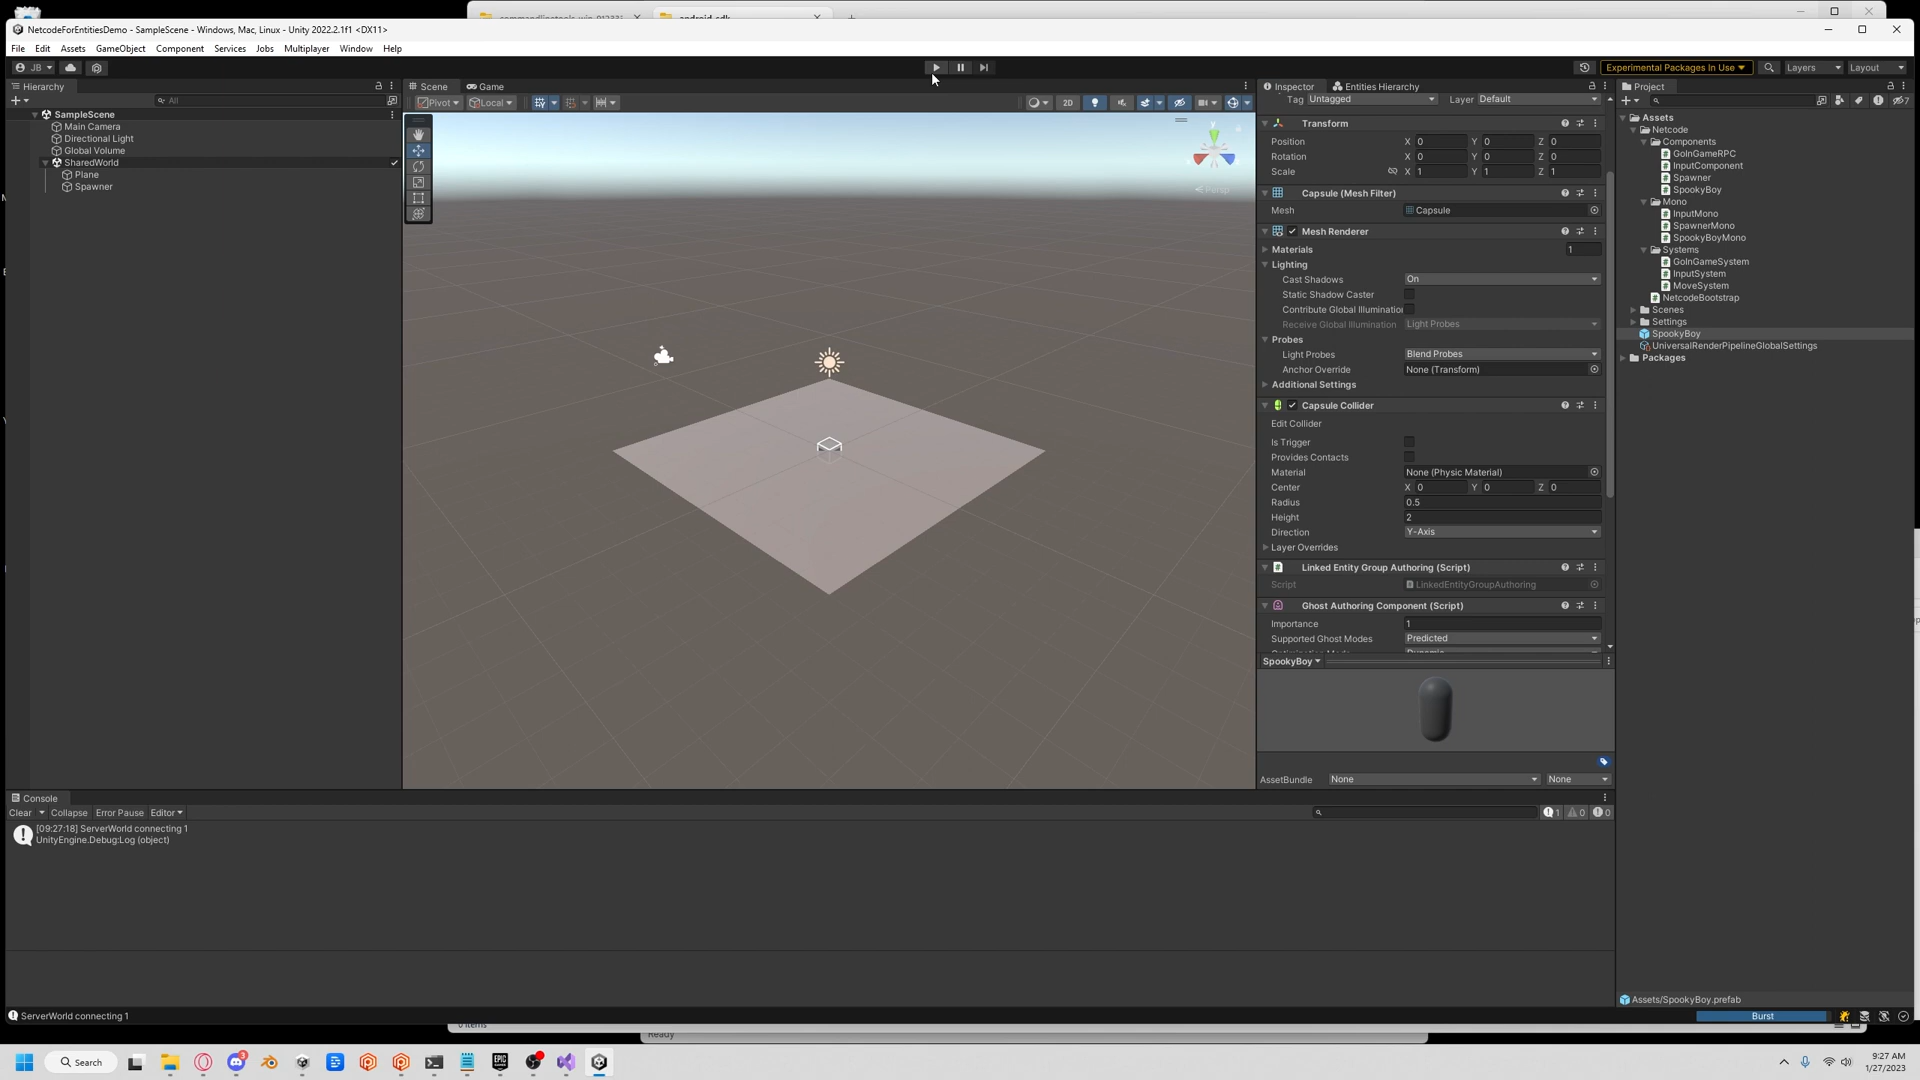 NetcodeForEntitiesDemo - SampleScene - Windows, Mac, Linux - Unity 2022.2.1f1 <DX11>
File Edit Assets GameObject Component Services Jobs Multiplayer Window Help
JB
Experimental Packages In Use
Layers
Layout
Hierarchy
All
SampleScene
Main Camera
Directional Light
Global Volume
SharedWorld
Plane
Spawner
Scene Game
Pivot Local
2D
Persp
Inspector Entities Hierarchy
Tag Untagged Layer Default
Transform
Position X 0 Y 0 Z 0
Rotation X 0 Y 0 Z 0
Scale X 1 Y 1 Z 1
Capsule (Mesh Filter)
Mesh Capsule
Mesh Renderer
Materials 1
Lighting
Cast Shadows On
Static Shadow Caster
Contribute Global Illumination
Receive Global Illumination Light Probes
Probes
Light Probes Blend Probes
Anchor Override None (Transform)
Additional Settings
Capsule Collider
Edit Collider
Is Trigger
Provides Contacts
Material None (Physic Material)
Center X 0 Y 0 Z 0
Radius 0.5
Height 2
Direction Y-Axis
Layer Overrides
Linked Entity Group Authoring (Script)
Script LinkedEntityGroupAuthoring
Ghost Authoring Component (Script)
Importance 1
Supported Ghost Modes Predicted
SpookyBoy
AssetBundle None None
Project
7
Assets
Netcode
Components
GoInGameRPC
InputComponent
Spawner
SpookyBoy
Mono
InputMono
SpawnerMono
SpookyBoyMono
Systems
GoInGameSystem
InputSystem
MoveSystem
NetcodeBootstrap
Scenes
Settings
SpookyBoy
UniversalRenderPipelineGlobalSettings
Packages
Assets/SpookyBoy.prefab
Console
Clear Collapse Error Pause Editor
1 0 0
[09:27:18] ServerWorld connecting 1
UnityEngine.Debug:Log (object)
ServerWorld connecting 1
Burst
Ready
Search
3
EPIC
9:27 AM
1/27/2023